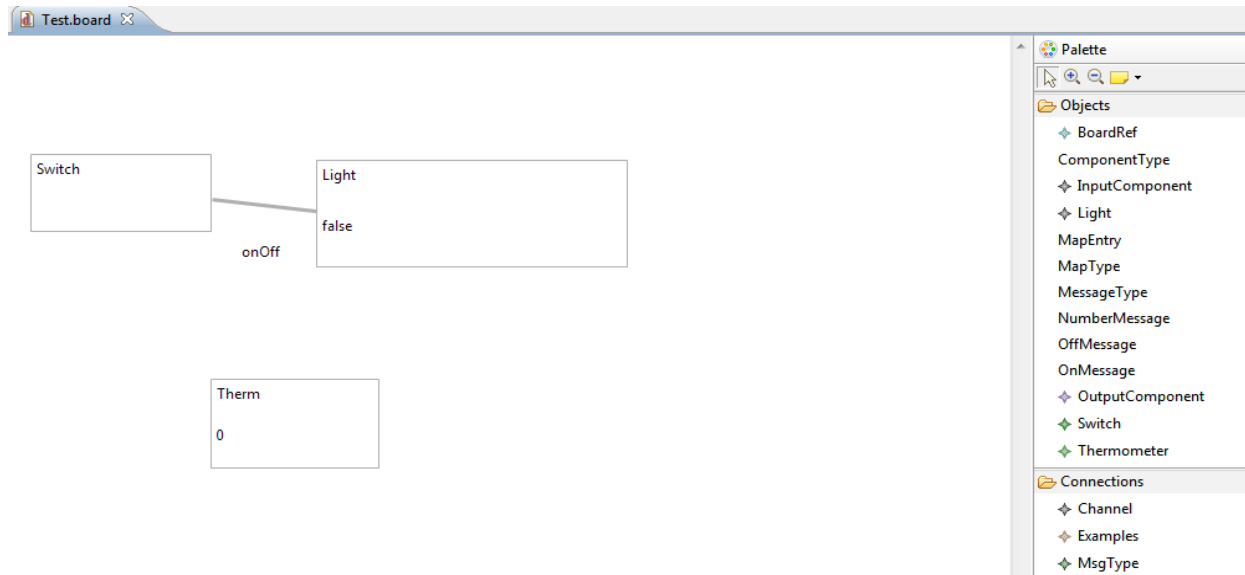 Test.board
Switch
Light
false
onOff
Therm
0
Palette
Objects
BoardRef
ComponentType
InputComponent
Light
MapEntry
MapType
MessageType
NumberMessage
OffMessage
OnMessage
OutputComponent
Switch
Thermometer
Connections
Channel
Examples
MsgType